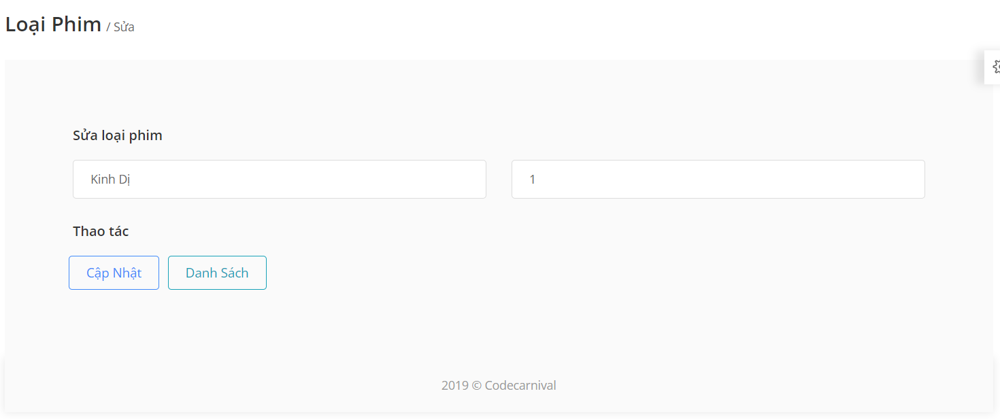 Loại Phim / Sửa
Sửa loại phim
Kinh Dị 1
Thao tác
Cập Nhật Danh Sách
2019 © Codecarnival